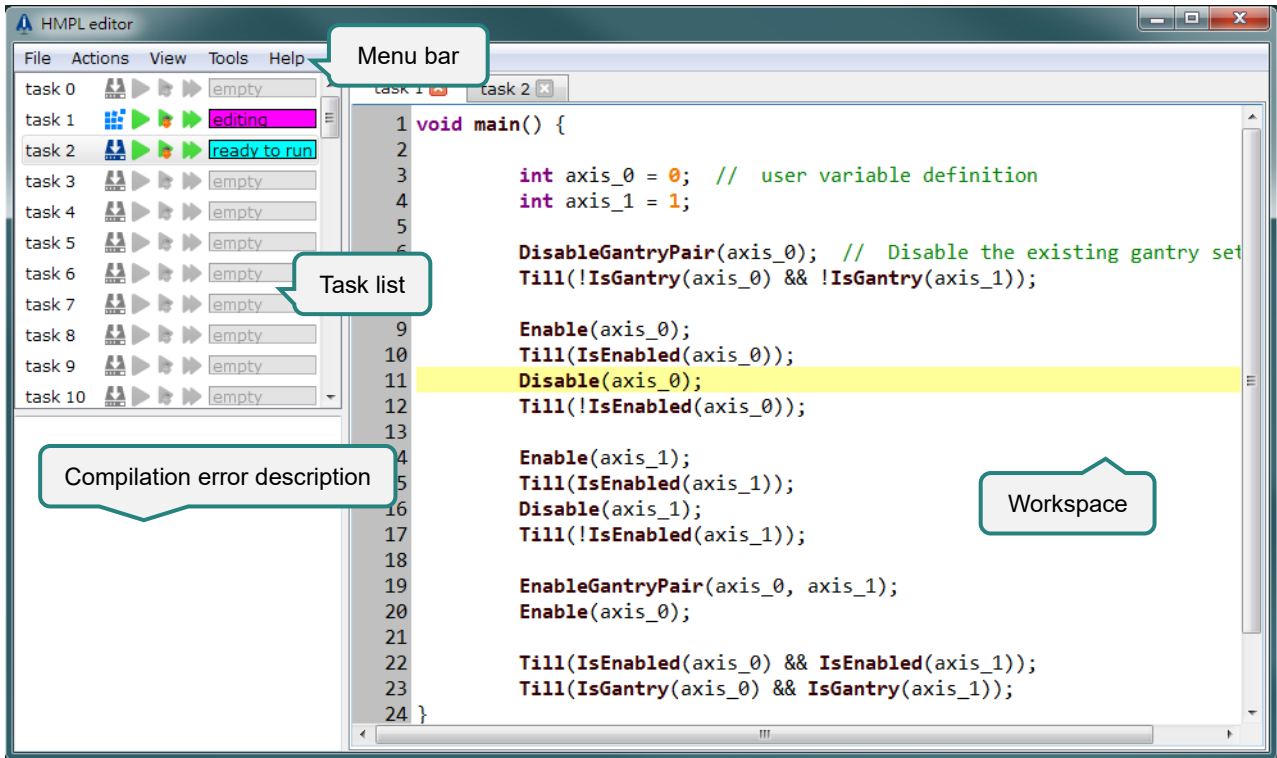 HMPL editor
File Actions View Tools Help
Menu bar
task 0 empty
task 1 editing
task 2 ready to run
task 3 empty
task 4 empty
task 5 empty
task 6 empty
task 7 empty
task 8 empty
task 9 empty
task 10 empty
Task list
Compilation error description
task 1 task 2
1 void main() {
2
3 int axis_0 = 0; // user variable definition
4 int axis_1 = 1;
5
6 DisableGantryPair(axis_0); // Disable the existing gantry set
Till(!IsGantry(axis_0) && !IsGantry(axis_1));
9 Enable(axis_0);
10 Till(IsEnabled(axis_0));
11 Disable(axis_0);
12 Till(!IsEnabled(axis_0));
13
4 Enable(axis_1);
5 Till(IsEnabled(axis_1));
16 Disable(axis_1);
17 Till(!IsEnabled(axis_1));
18
19 EnableGantryPair(axis_0, axis_1);
20 Enable(axis_0);
21
22 Till(IsEnabled(axis_0) && IsEnabled(axis_1));
23 Till(IsGantry(axis_0) && IsGantry(axis_1));
24 }
Workspace